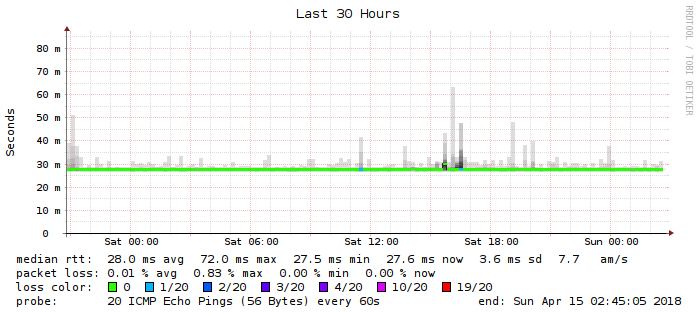 Last 30 Hours
RRDTOOL / TOBI OETIKER
Seconds
80 m
70 m
60 m
50 m
40 m
30 m
20 m
10 m
0
Sat 00:00 Sat 06:00 Sat 12:00 Sat 18:00 Sun 00:00
median rtt: 28.0 ms avg 72.0 ms max 27.5 ms min 27.6 ms now 3.6 ms sd 7.7 am/s
packet loss: 0.01 % avg 0.83 % max 0.00 % min 0.00 % now
loss color: 0 1/20 2/20 3/20 4/20 10/20 19/20
probe: 20 ICMP Echo Pings (56 Bytes) every 60s end: Sun Apr 15 02:45:05 2018